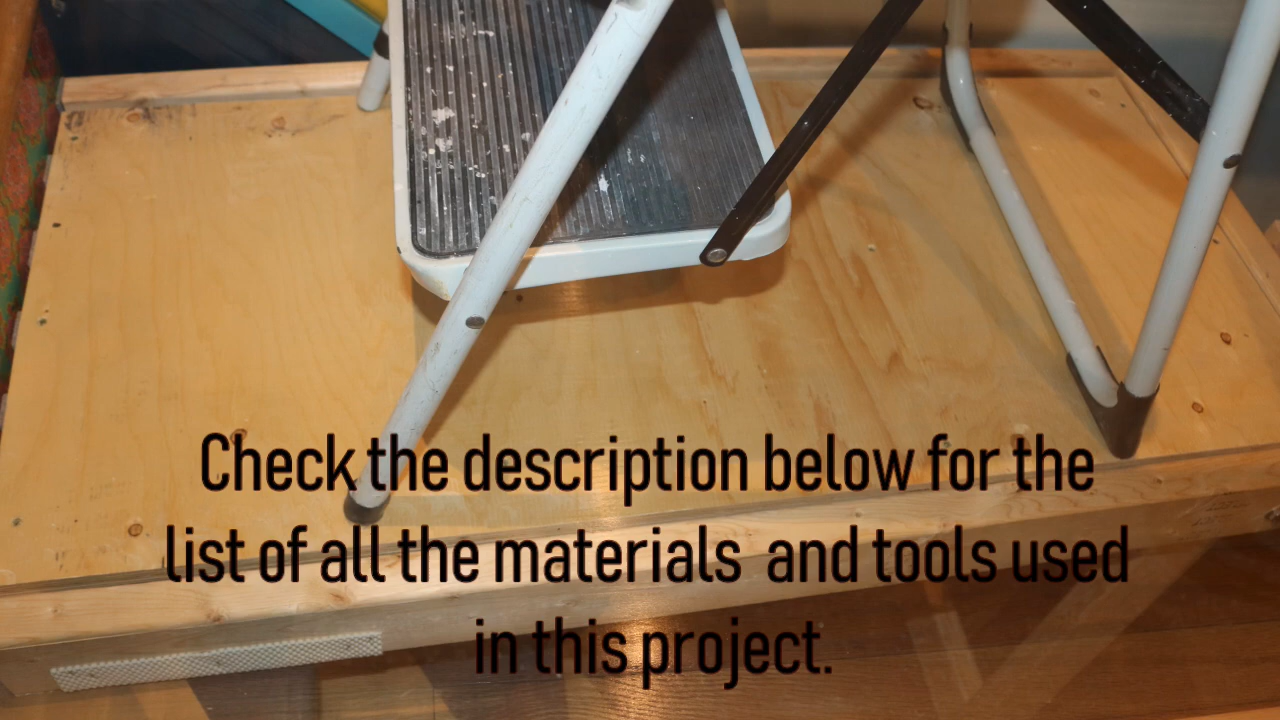 Check the description below for the
list of all the materials and tools used
in this project.